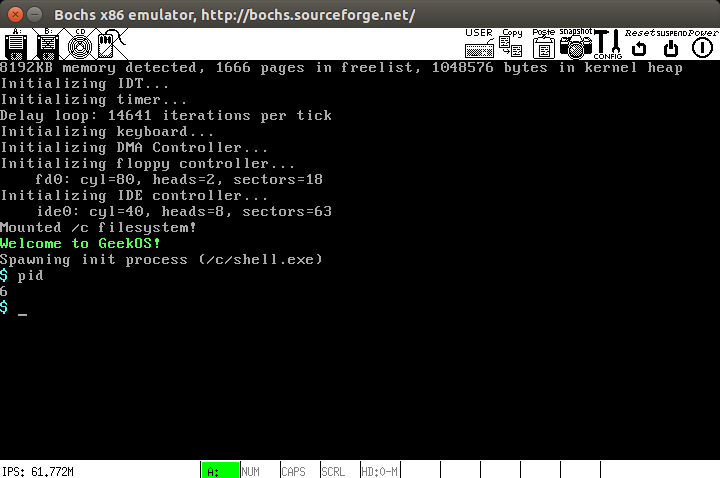 Bochs x86 emulator, http://bochs.sourceforge.net/
A: B: CD USER Copy Paste snapshot CONFIG Reset SUSPEND Power
8192KB memory detected, 1666 pages in freelist, 1048576 bytes in kernel heap
Initializing IDT...
Initializing timer...
Delay loop: 14641 iterations per tick
Initializing keyboard...
Initializing DMA Controller...
Initializing floppy controller...
    fd0: cyl=80, heads=2, sectors=18
Initializing IDE controller...
    ide0: cyl=40, heads=8, sectors=63
Mounted /c filesystem!
Welcome to GeekOS!
Spawning init process (/c/shell.exe)
$ pid
6
$ _
IPS: 61.772M A: NUM CAPS SCRL HD:0-M